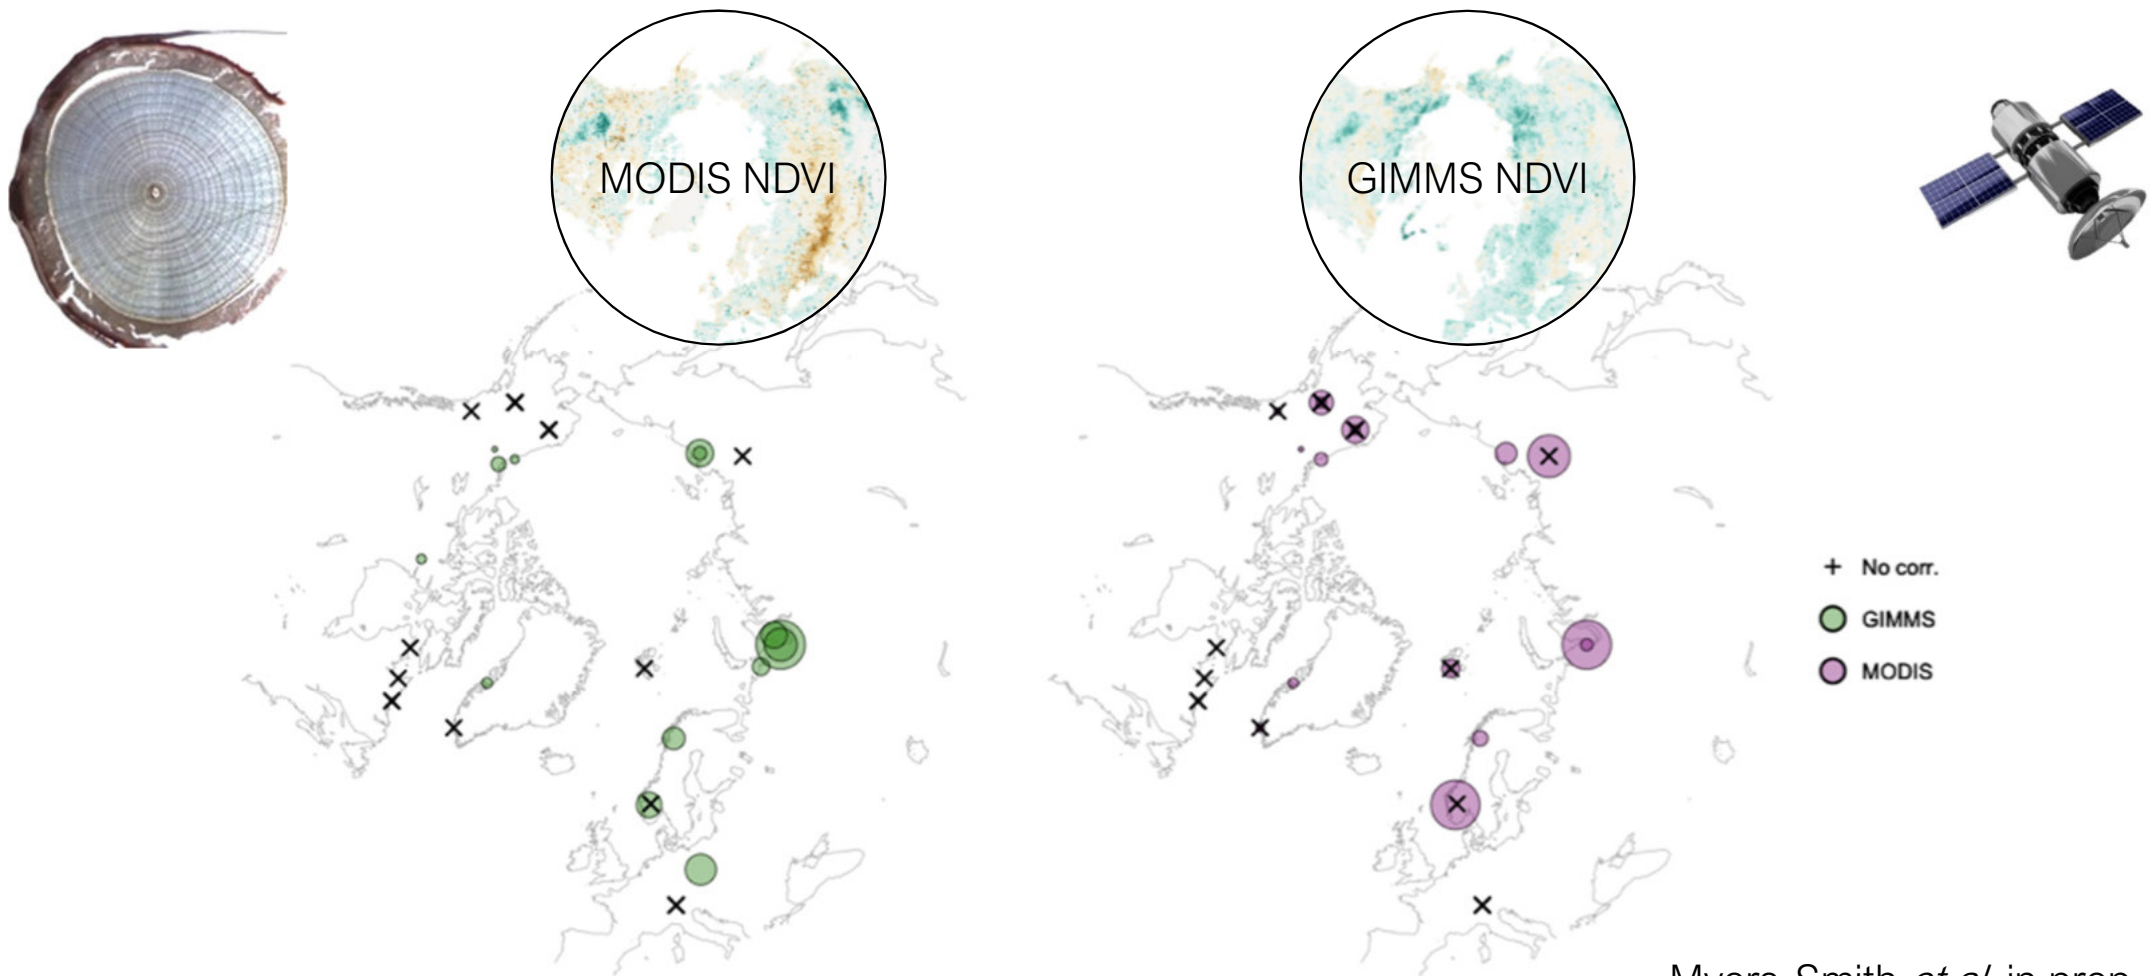 MODIS NDVI
GIMMS NDVI
+ No corr.
GIMMS
MODIS
Myers-Smith et al. in prep.